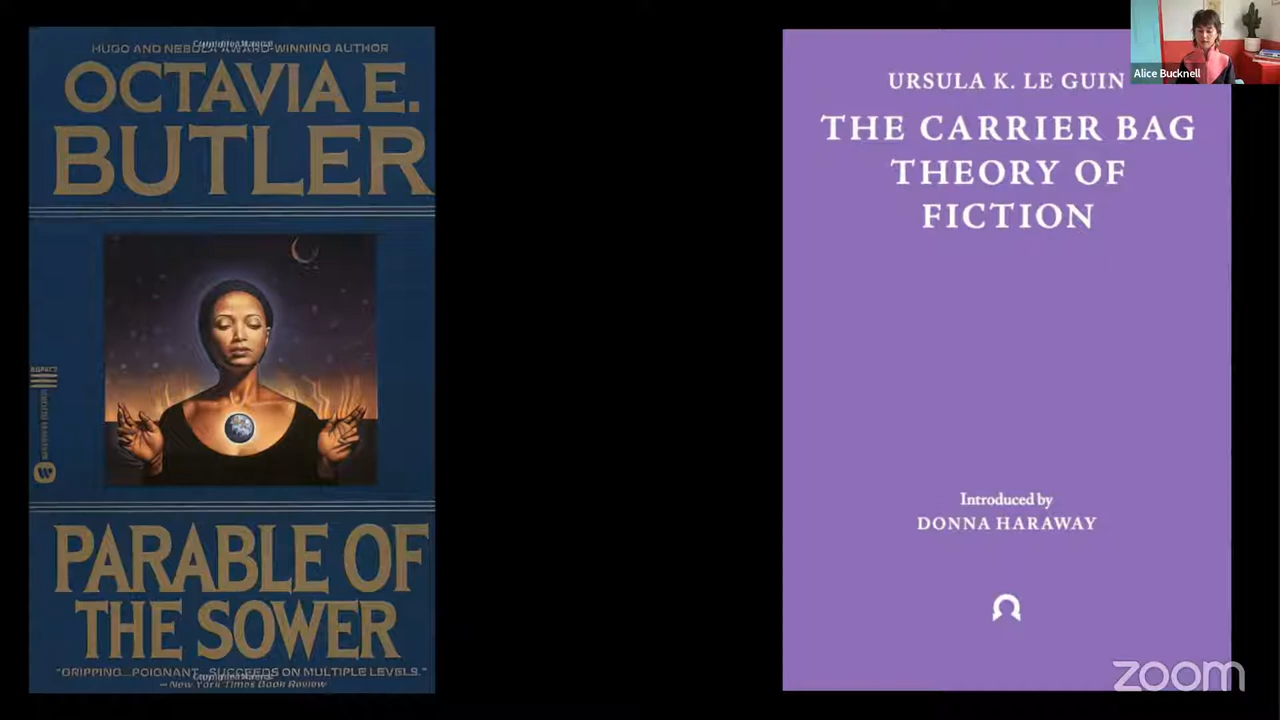 HUGO AND NEBULA AWARD-WINNING AUTHOR
OCTAVIA E.
BUTLER
PARABLE OF
THE SOWER
"GRIPPING...POIGNANT...SUCCEEDS ON MULTIPLE LEVELS."
—New York Times Book Review
URSULA K. LE GUIN
THE CARRIER BAG
THEORY OF
FICTION
Introduced by
DONNA HARAWAY
Alice Bucknell
zoom